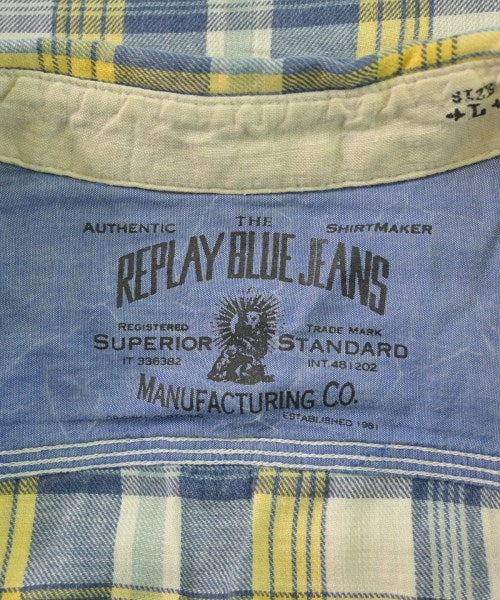 SIZE
L
AUTHENTIC THE SHIRTMAKER
REPLAY BLUE JEANS
REGISTERED TRADE MARK
SUPERIOR STANDARD
IT 336382 INT 481202
MANUFACTURING CO.
ESTABLISHED 1981